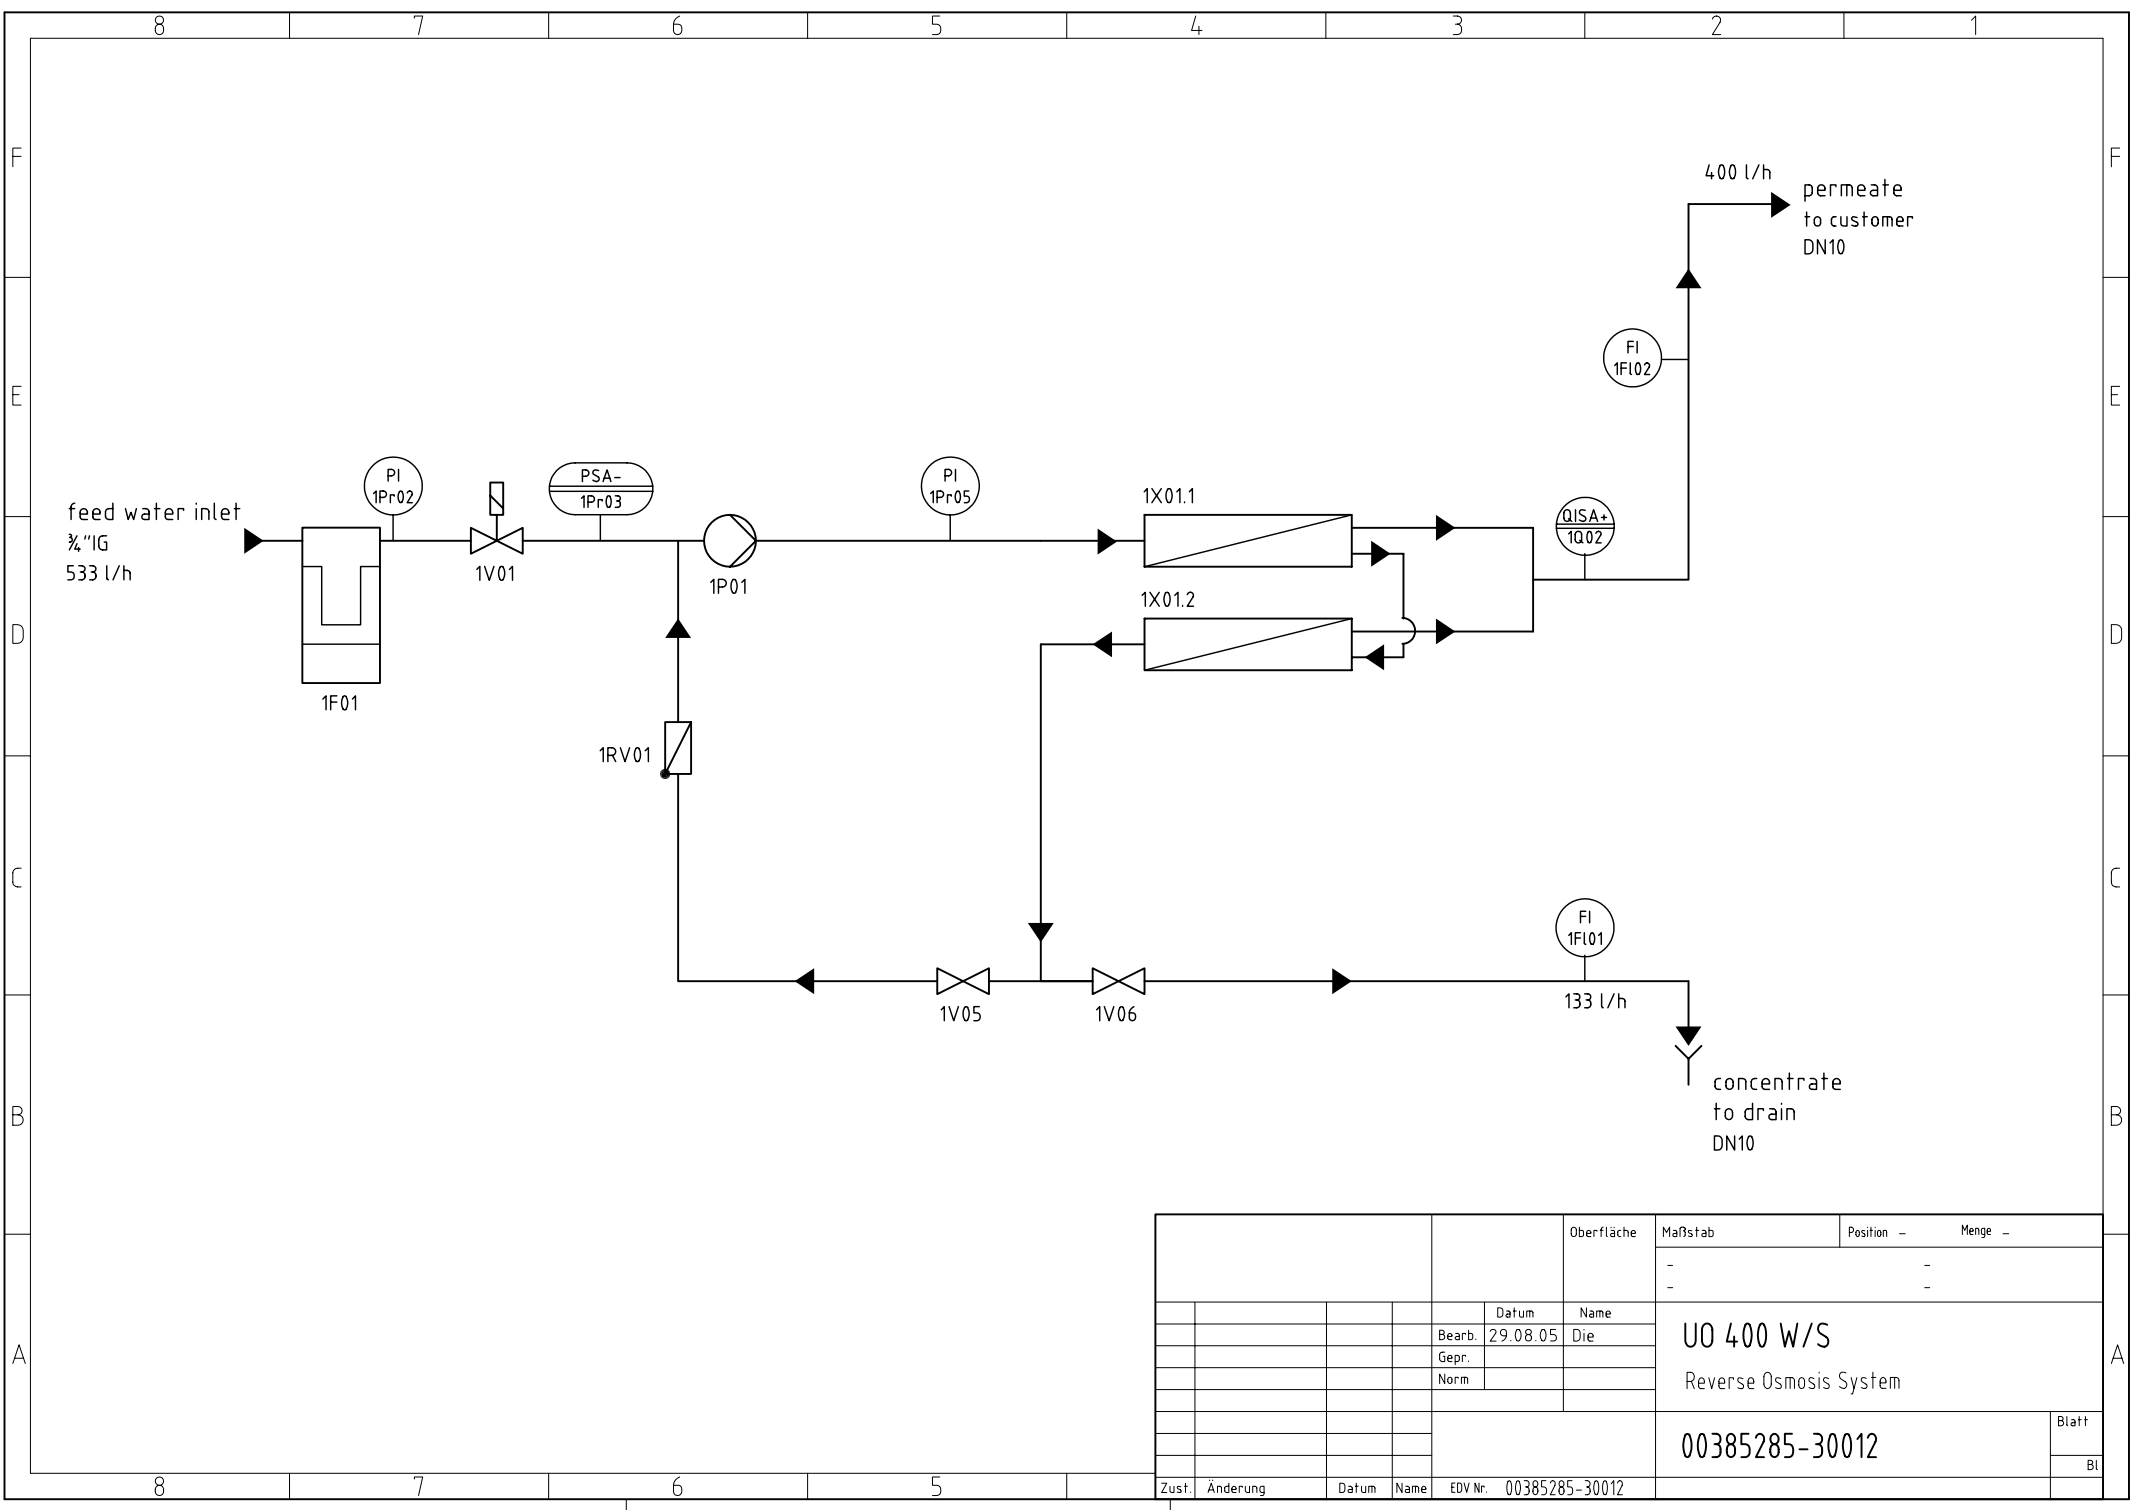 8 7 6 5 4 3 2 1
F F
400 l/h
permeate
to customer
DN10
E E
FI
1Fl02
PI
1Pr02
PSA-
1Pr03
PI
1Pr05
feed water inlet
¾"IG
533 l/h
1V01
1P01
1X01.1
QISA+
1Q02
1X01.2
D D
1F01
1RV01
C C
FI
1Fl01
1V05
1V06
133 l/h
concentrate
to drain
DN10
B B
A A
Oberfläche
Maßstab
Position -
Menge -
- -
- -
Datum Name
Bearb. 29.08.05 Die
Gepr.
Norm
UO 400 W/S
Reverse Osmosis System
00385285-30012
Blatt
Bl
Zust. Änderung Datum Name EDV Nr. 00385285-30012
8 7 6 5